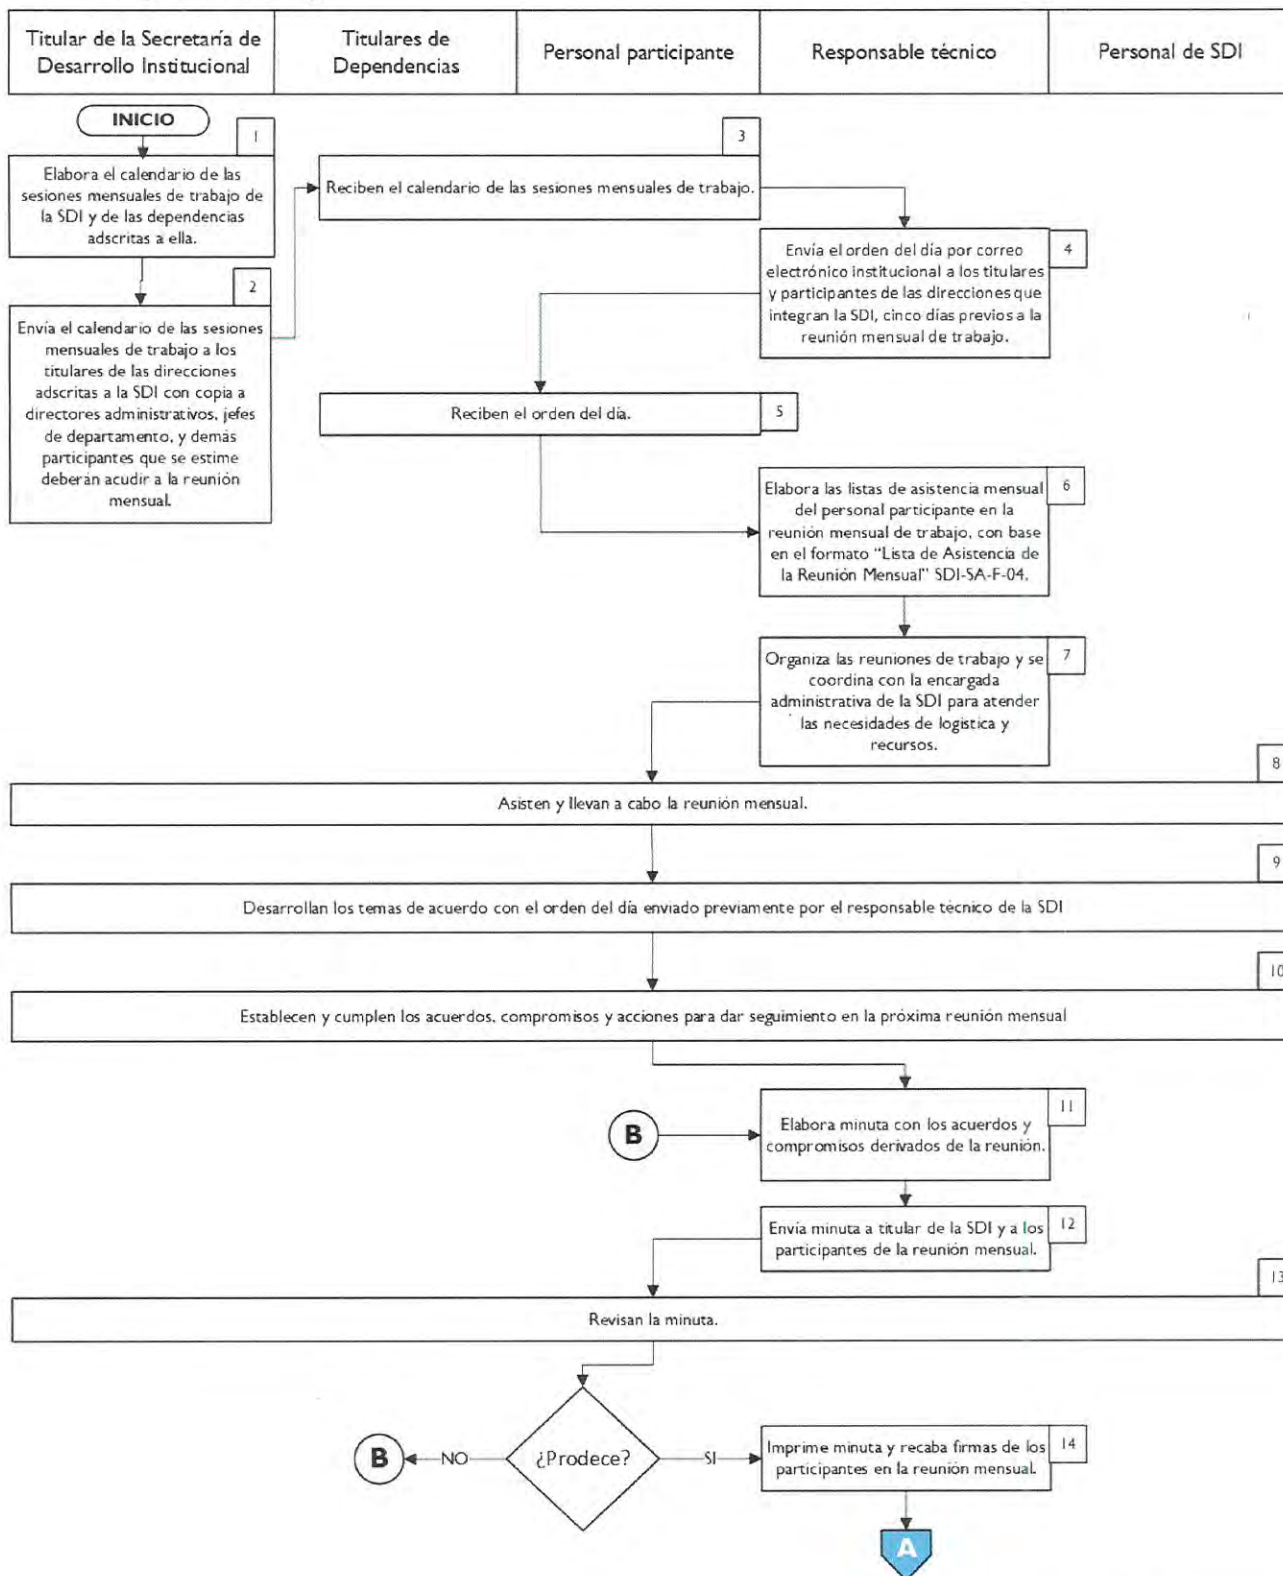 Titular de la Secretaría de
Desarrollo Institucional
Titulares de
Dependencias
Personal participante
Responsable técnico
Personal de SDI
INICIO
1
Elabora el calendario de las
sesiones mensuales de trabajo de
la SDI y de las dependencias
adscritas a ella.
2
Envía el calendario de las sesiones
mensuales de trabajo a los
titulares de las direcciones
adscritas a la SDI con copia a
directores administrativos, jefes
de departamento, y demás
participantes que se estime
deberán acudir a la reunión
mensual.
3
Reciben el calendario de las sesiones mensuales de trabajo.
4
Envía el orden del día por correo
electrónico institucional a los titulares
y participantes de las direcciones que
integran la SDI, cinco días previos a la
reunión mensual de trabajo.
Reciben el orden del día.
5
Elabora las listas de asistencia mensual
del personal participante en la
reunión mensual de trabajo, con base
en el formato “Lista de Asistencia de
la Reunión Mensual” SDI-SA-F-04.
6
Organiza las reuniones de trabajo y se
coordina con la encargada
administrativa de la SDI para atender
las necesidades de logística y
recursos.
7
8
Asisten y llevan a cabo la reunión mensual.
9
Desarrollan los temas de acuerdo con el orden del día enviado previamente por el responsable técnico de la SDI
10
Establecen y cumplen los acuerdos, compromisos y acciones para dar seguimiento en la próxima reunión mensual
11
B
Elabora minuta con los acuerdos y
compromisos derivados de la reunión.
Envía minuta a titular de la SDI y a los
participantes de la reunión mensual.
12
13
Revisan la minuta.
B
NO
¿Prodece?
SI
Imprime minuta y recaba firmas de los
participantes en la reunión mensual.
14
A